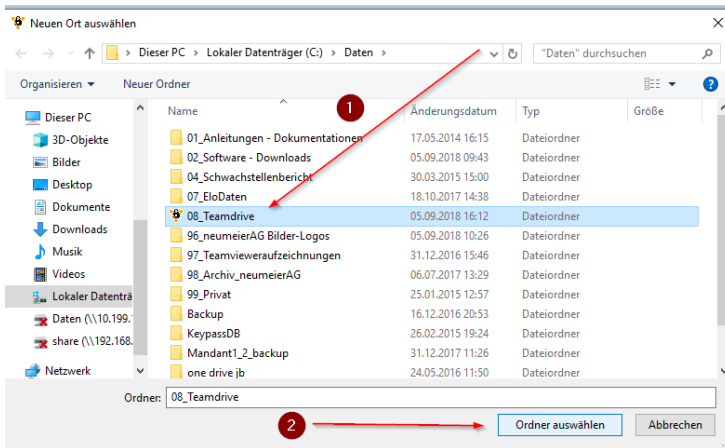 Neuen Ort auswählen
Dieser PC > Lokaler Datenträger (C:) > Daten >
"Daten" durchsuchen
Organisieren
Neuer Ordner
?
Dieser PC
3D-Objekte
Bilder
Desktop
Dokumente
Downloads
Musik
Videos
Lokaler Datenträ
Daten (\\10.199.
share (\\192.168.
Netzwerk
1
Name Änderungsdatum Typ Größe
01_Anleitungen - Dokumentationen 17.05.2014 16:15 Dateiordner
02_Software - Downloads 05.09.2018 09:43 Dateiordner
04_Schwachstellenbericht 30.03.2015 15:00 Dateiordner
07_EloDaten 18.10.2017 14:38 Dateiordner
08_Teamdrive 05.09.2018 16:12 Dateiordner
96_neumeierAG Bilder-Logos 05.09.2018 10:26 Dateiordner
97_Teamvieweraufzeichnungen 31.12.2016 15:46 Dateiordner
98_Archiv_neumeierAG 06.07.2017 13:29 Dateiordner
99_Privat 25.01.2015 12:57 Dateiordner
Backup 16.12.2016 20:53 Dateiordner
KeypassDB 26.02.2015 19:24 Dateiordner
Mandant1_2_backup 31.12.2017 11:26 Dateiordner
one drive jb 24.05.2016 11:50 Dateiordner
Ordner: 08_Teamdrive
2
Ordner auswählen
Abbrechen